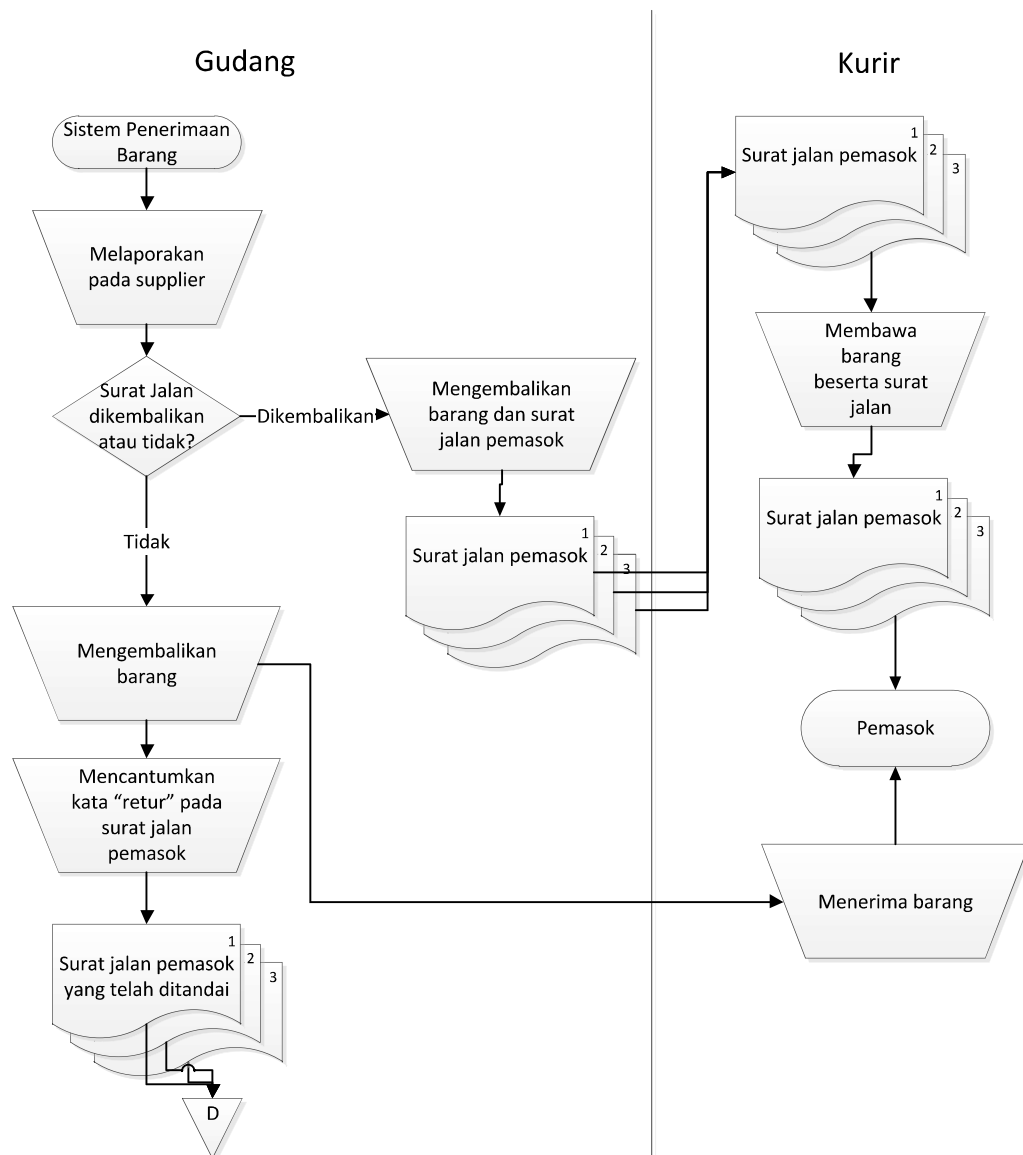 Gudang
Kurir
Sistem Penerimaan
Barang
Melaporakan
pada supplier
Surat Jalan
dikembalikan
atau tidak?
Dikembalikan
Mengembalikan
barang dan surat
jalan pemasok
Surat jalan pemasok
1
2
3
Tidak
Mengembalikan
barang
Mencantumkan
kata “retur” pada
surat jalan
pemasok
Surat jalan pemasok
yang telah ditandai
1
2
3
D
Surat jalan pemasok
1
2
3
Membawa
barang
beserta surat
jalan
Surat jalan pemasok
1
2
3
Pemasok
Menerima barang